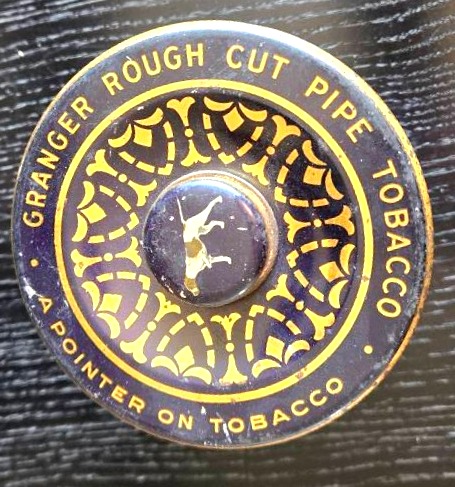 GRANGER ROUGH CUT PIPE TOBACCO
A POINTER ON TOBACCO